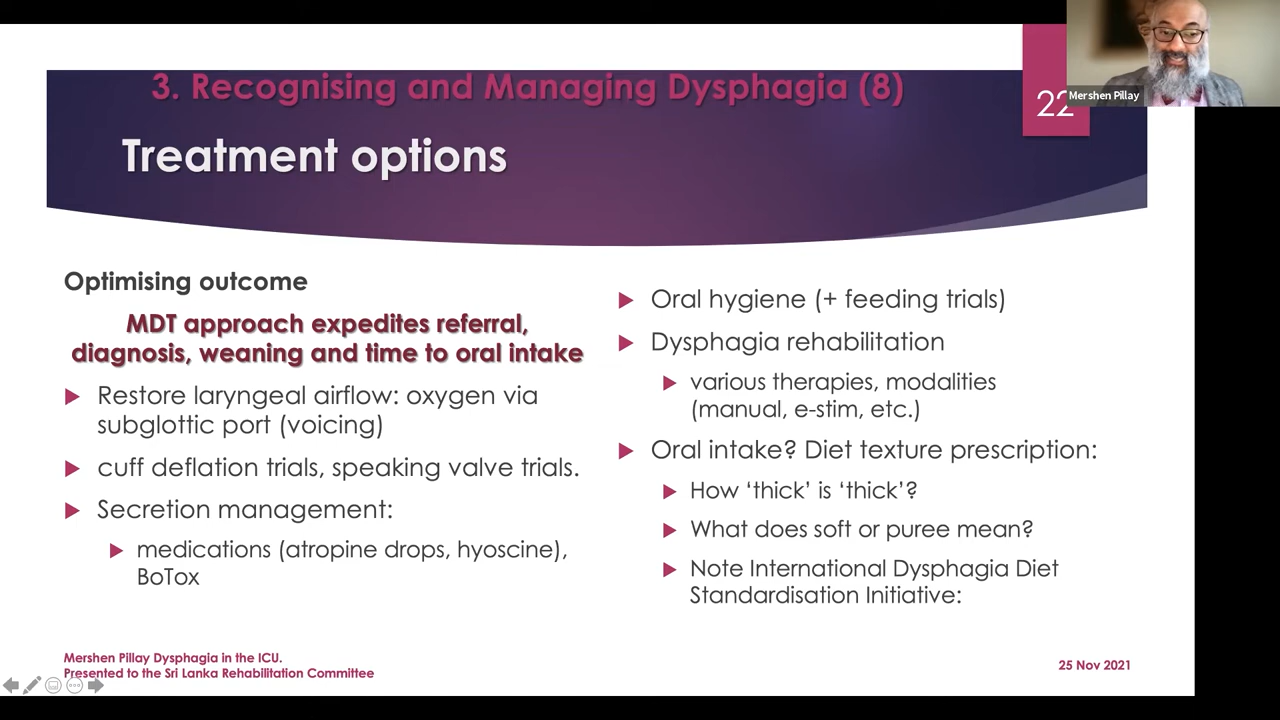 3. Recognising and Managing Dysphagia (8)
22
Mershen Pillay
Treatment options
Optimising outcome
MDT approach expedites referral,
diagnosis, weaning and time to oral intake
Restore laryngeal airflow: oxygen via
subglottic port (voicing)
cuff deflation trials, speaking valve trials.
Secretion management:
medications (atropine drops, hyoscine),
BoTox
Oral hygiene (+ feeding trials)
Dysphagia rehabilitation
various therapies, modalities
(manual, e-stim, etc.)
Oral intake? Diet texture prescription:
How ‘thick’ is ‘thick’?
What does soft or puree mean?
Note International Dysphagia Diet
Standardisation Initiative:
Mershen Pillay Dysphagia in the ICU.
Presented to the Sri Lanka Rehabilitation Committee
25 Nov 2021